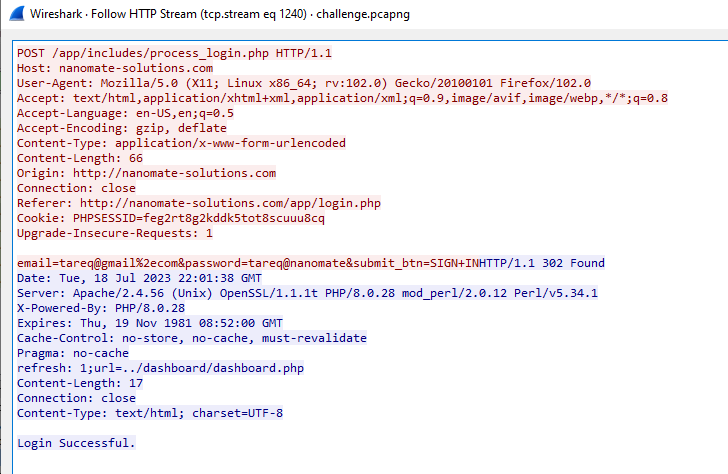 Wireshark · Follow HTTP Stream (tcp.stream eq 1240) · challenge.pcapng
POST /app/includes/process_login.php HTTP/1.1
Host: nanomate-solutions.com
User-Agent: Mozilla/5.0 (X11; Linux x86_64; rv:102.0) Gecko/20100101 Firefox/102.0
Accept: text/html,application/xhtml+xml,application/xml;q=0.9,image/avif,image/webp,*/*;q=0.8
Accept-Language: en-US,en;q=0.5
Accept-Encoding: gzip, deflate
Content-Type: application/x-www-form-urlencoded
Content-Length: 66
Origin: http://nanomate-solutions.com
Connection: close
Referer: http://nanomate-solutions.com/app/login.php
Cookie: PHPSESSID=feg2rt8g2kddk5tot8scuuu8cq
Upgrade-Insecure-Requests: 1
email=tareq@gmail%2ecom&password=tareq@nanomate&submit_btn=SIGN+INHTTP/1.1 302 Found
Date: Tue, 18 Jul 2023 22:01:38 GMT
Server: Apache/2.4.56 (Unix) OpenSSL/1.1.1t PHP/8.0.28 mod_perl/2.0.12 Perl/v5.34.1
X-Powered-By: PHP/8.0.28
Expires: Thu, 19 Nov 1981 08:52:00 GMT
Cache-Control: no-store, no-cache, must-revalidate
Pragma: no-cache
refresh: 1;url=../dashboard/dashboard.php
Content-Length: 17
Connection: close
Content-Type: text/html; charset=UTF-8
Login Successful.